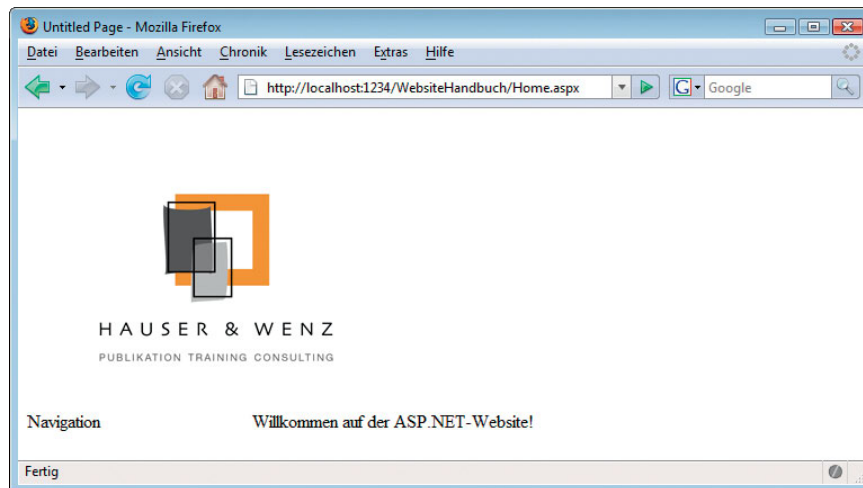 Untitled Page - Mozilla Firefox
Datei Bearbeiten Ansicht Chronik Lesezeichen Extras Hilfe
http://localhost:1234/WebsiteHandbuch/Home.aspx G Google
HAUSER & WENZ
PUBLIKATION TRAINING CONSULTING
Navigation Willkommen auf der ASP.NET-Website!
Fertig